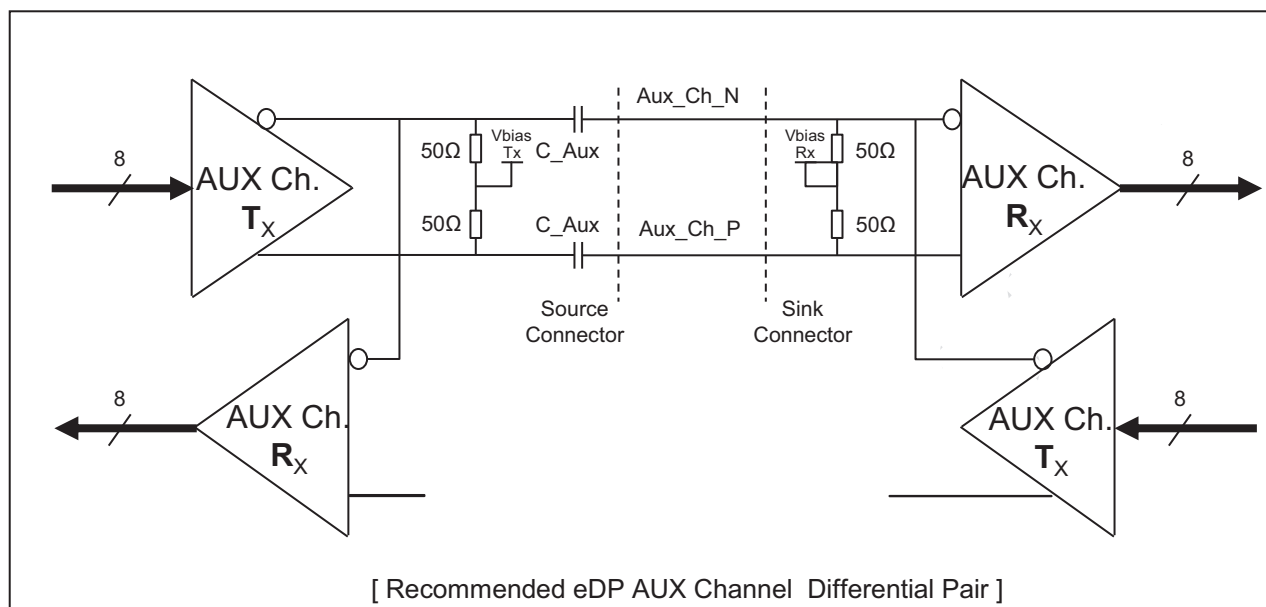 Aux_Ch_N
8
AUX Ch.
TX
50Ω
Vbias
Tx
C_Aux
Vbias
Rx
50Ω
AUX Ch.
RX
8
50Ω
C_Aux
Aux_Ch_P
50Ω
Source
Connector
Sink
Connector
8
AUX Ch.
RX
AUX Ch.
TX
8
[ Recommended eDP AUX Channel Differential Pair ]